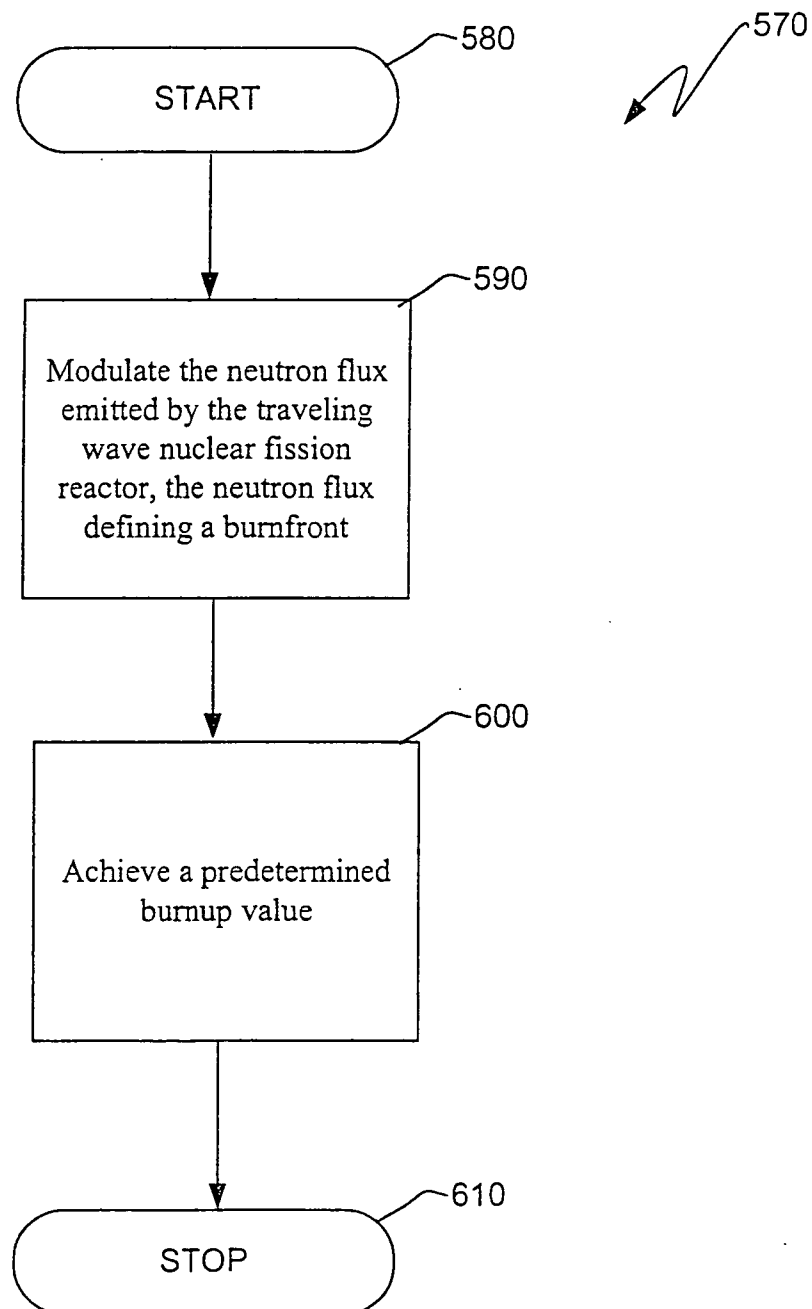 570
580
START
590
Modulate the neutron flux
emitted by the traveling
wave nuclear fission
reactor, the neutron flux
defining a burnfront
600
Achieve a predetermined
burnup value
610
STOP